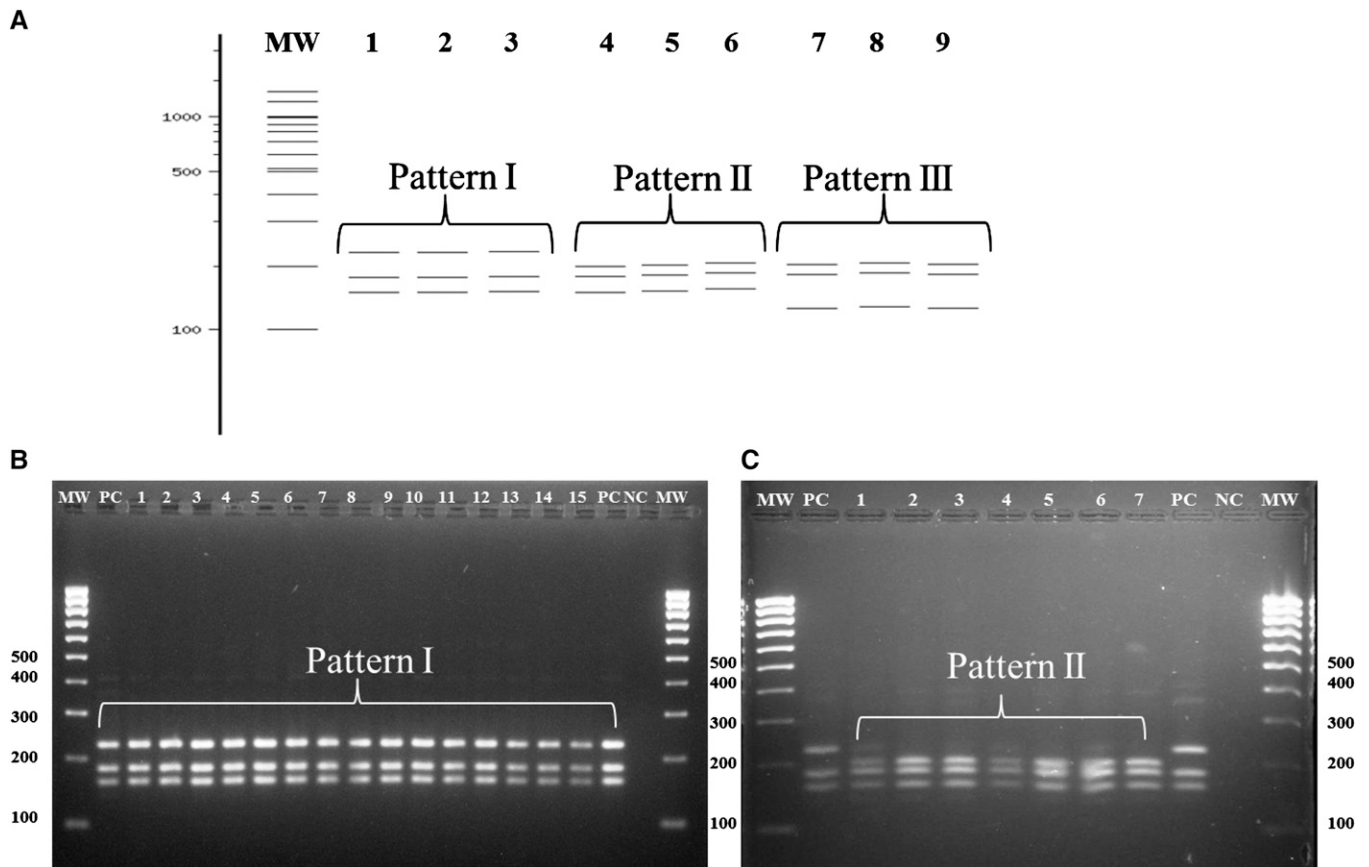 A
MW 1 2 3 4 5 6 7 8 9
1000
500
100
Pattern I
Pattern II
Pattern III
B
MW PC 1 2 3 4 5 6 7 8 9 10 11 12 13 14 15 PC NC MW
500
400
300
200
100
Pattern I
C
MW PC 1 2 3 4 5 6 7 PC NC MW
500
400
300
200
100
Pattern II
500
400
300
200
100